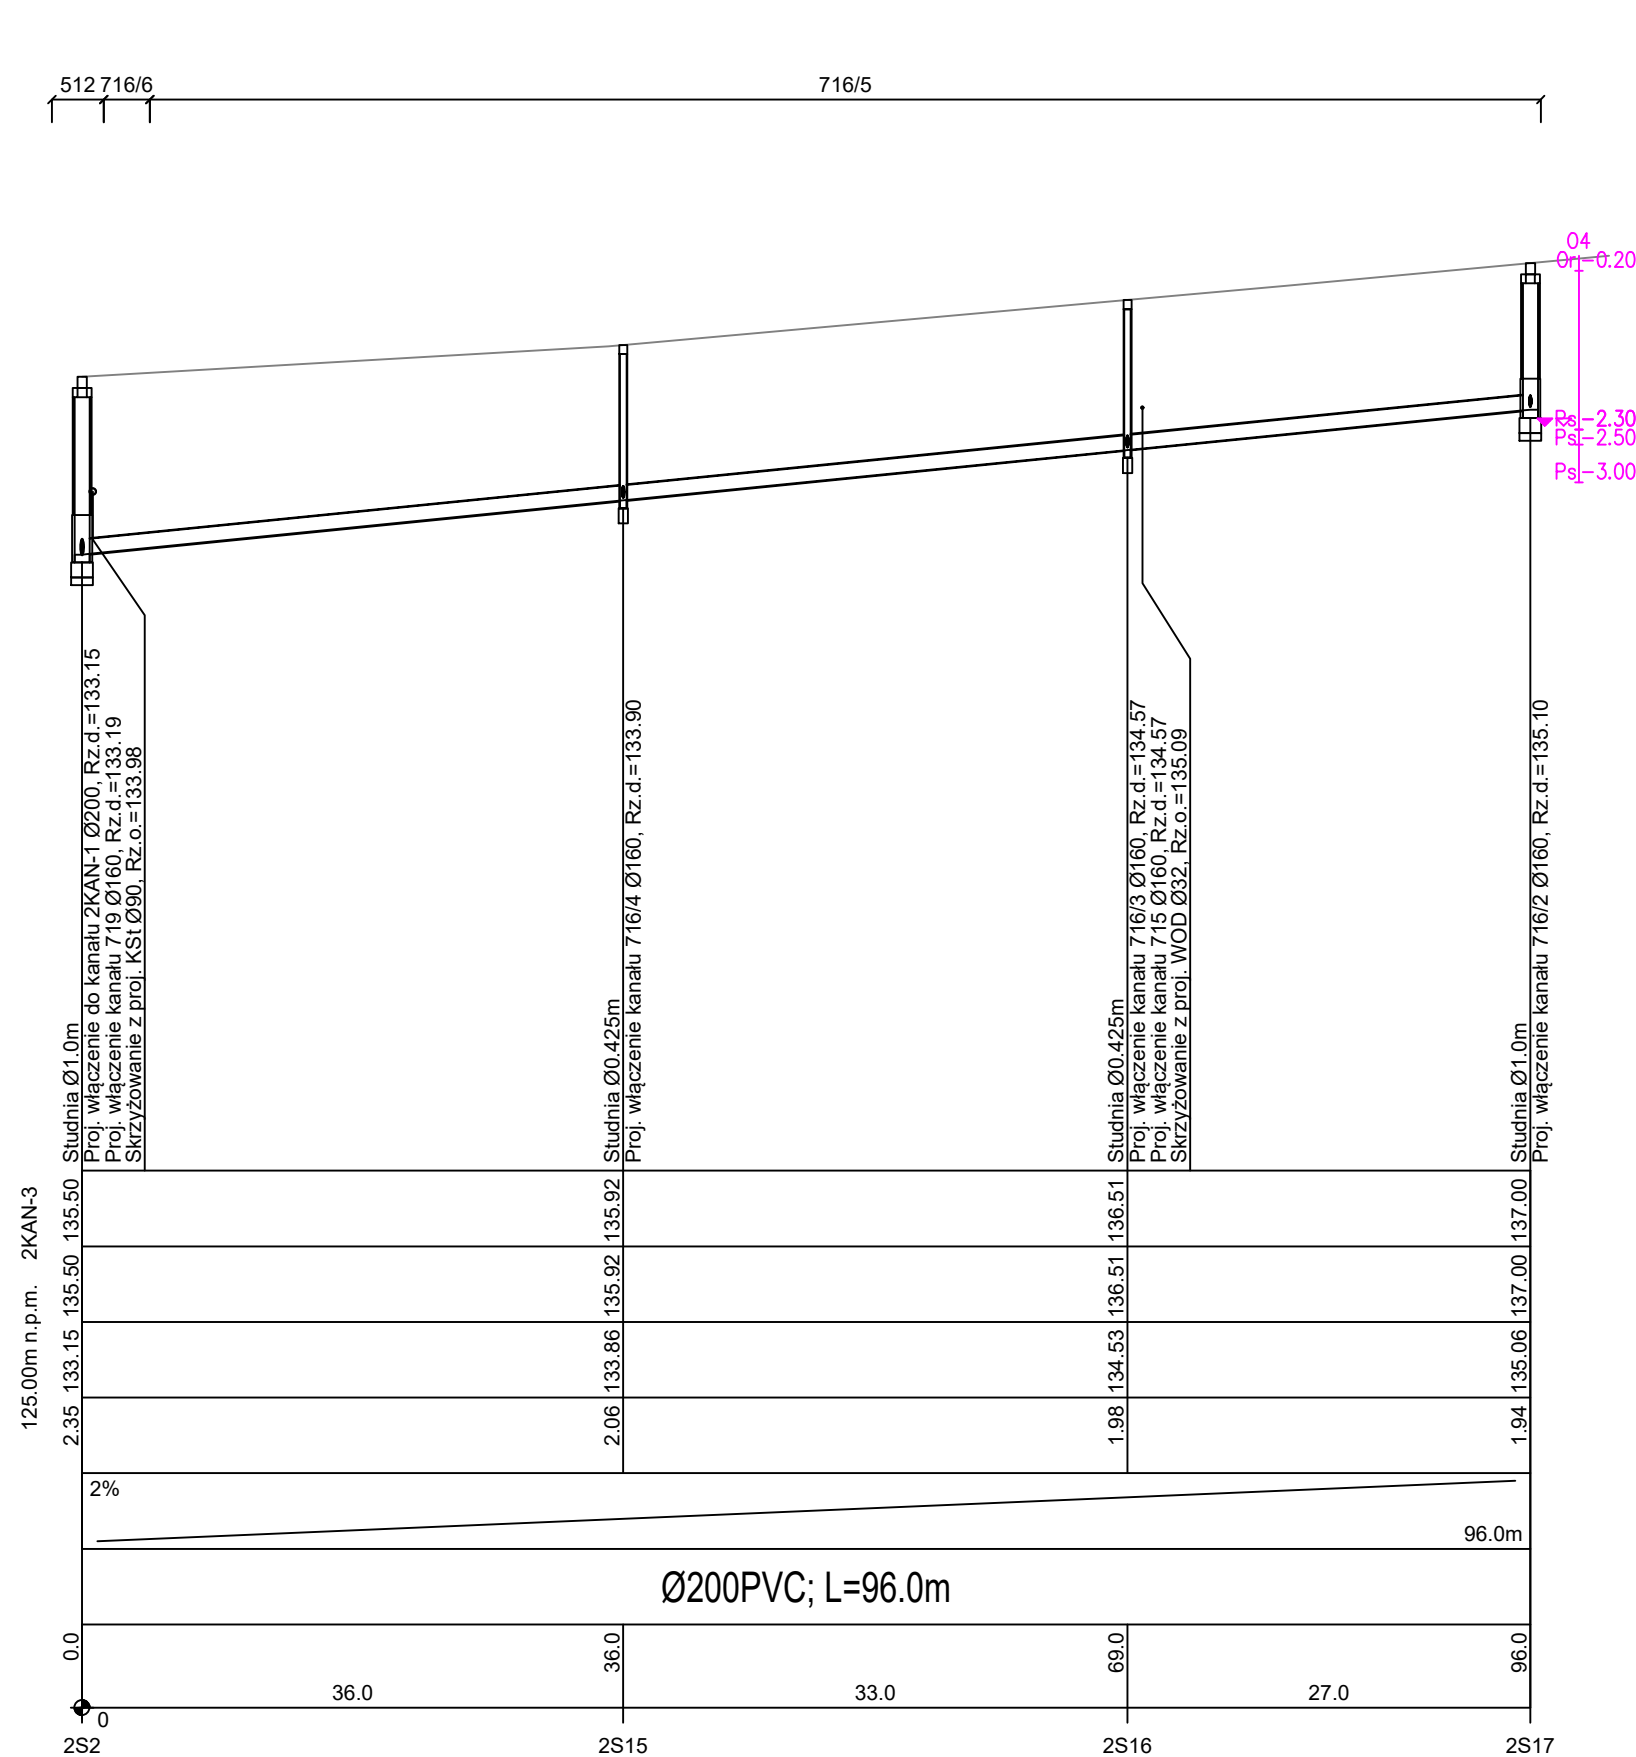 512 716/6 716/5
O4
Or -0.20
Ps -2.30
Ps -2.50
Ps -3.00
Studnia Ø1.0m
Proj. włączenie do kanału 2KAN-1 Ø200, Rz.d.=133.15
Proj. włączenie kanału 719 Ø160, Rz.d.=133.19
Skrzyżowanie z proj. KSt Ø90, Rz.o.=133.98
Studnia Ø0.425m
Proj. włączenie kanału 716/4 Ø160, Rz.d.=133.90
Studnia Ø0.425m
Proj. włączenie kanału 716/3 Ø160, Rz.d.=134.57
Proj. włączenie kanału 715 Ø160, Rz.d.=134.57
Skrzyżowanie z proj. WOD Ø32, Rz.o.=135.09
Studnia Ø1.0m
Proj. włączenie kanału 716/2 Ø160, Rz.d.=135.10
125.00m n.p.m. 2KAN-3
135.50 135.92 136.51 137.00
135.50 135.92 136.51 137.00
133.15 133.86 134.53 135.06
2.35 2.06 1.98 1.94
2%
96.0m
Ø200PVC; L=96.0m
0.0 36.0 69.0 96.0
36.0 33.0 27.0
0
2S2 2S15 2S16 2S17